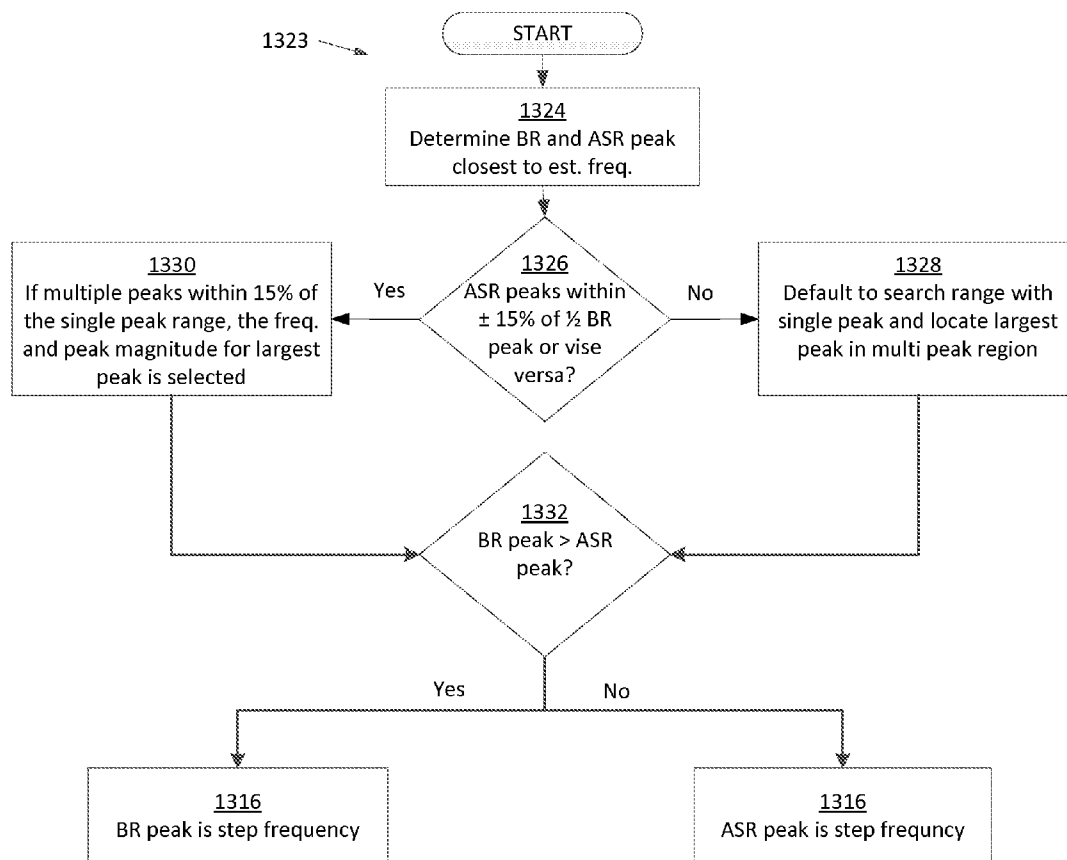 START
1323
1324
Determine BR and ASR peak
closest to est. freq.
1326
ASR peaks within
± 15% of ½ BR
peak or vise
versa?
Yes
No
1330
If multiple peaks within 15% of
the single peak range, the freq.
and peak magnitude for largest
peak is selected
1328
Default to search range with
single peak and locate largest
peak in multi peak region
1332
BR peak > ASR
peak?
Yes
No
1316
BR peak is step frequency
1316
ASR peak is step frequncy